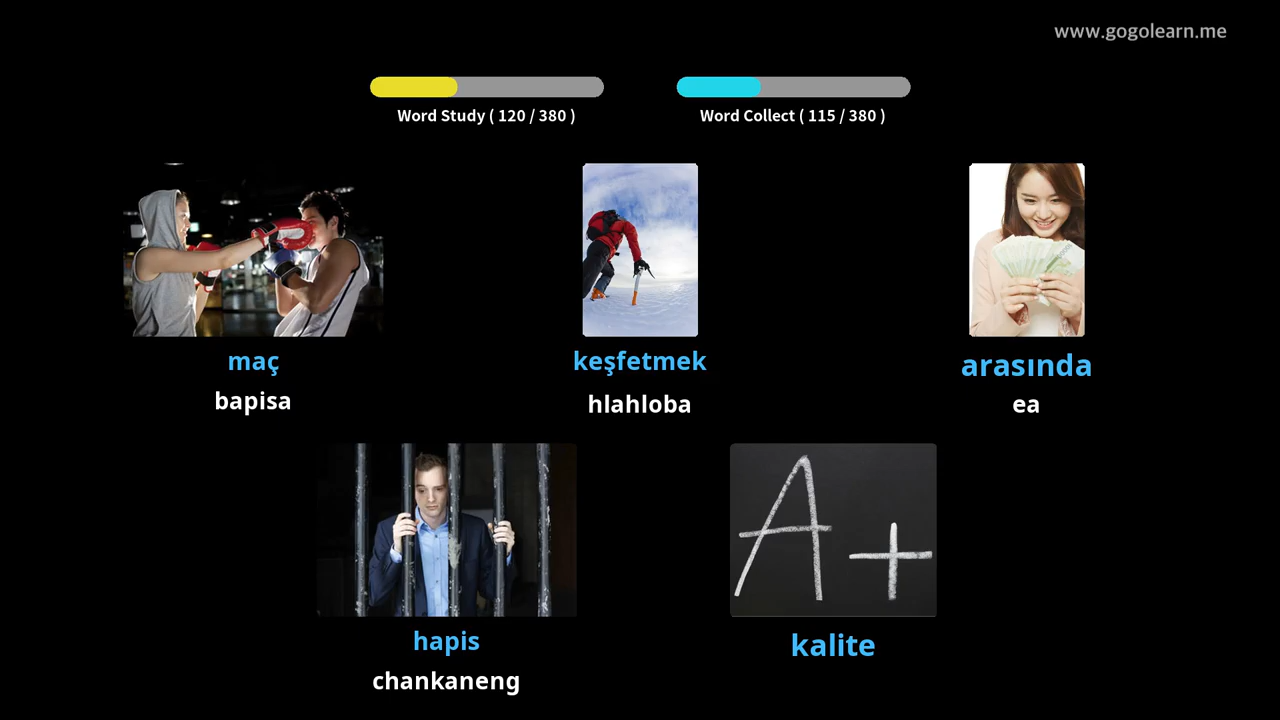 www.gogolearn.me
Word Study ( 120 / 380 )
Word Collect ( 115 / 380 )
maç
bapisa
keşfetmek
hlahloba
arasında
ea
hapis
chankaneng
A+
kalite